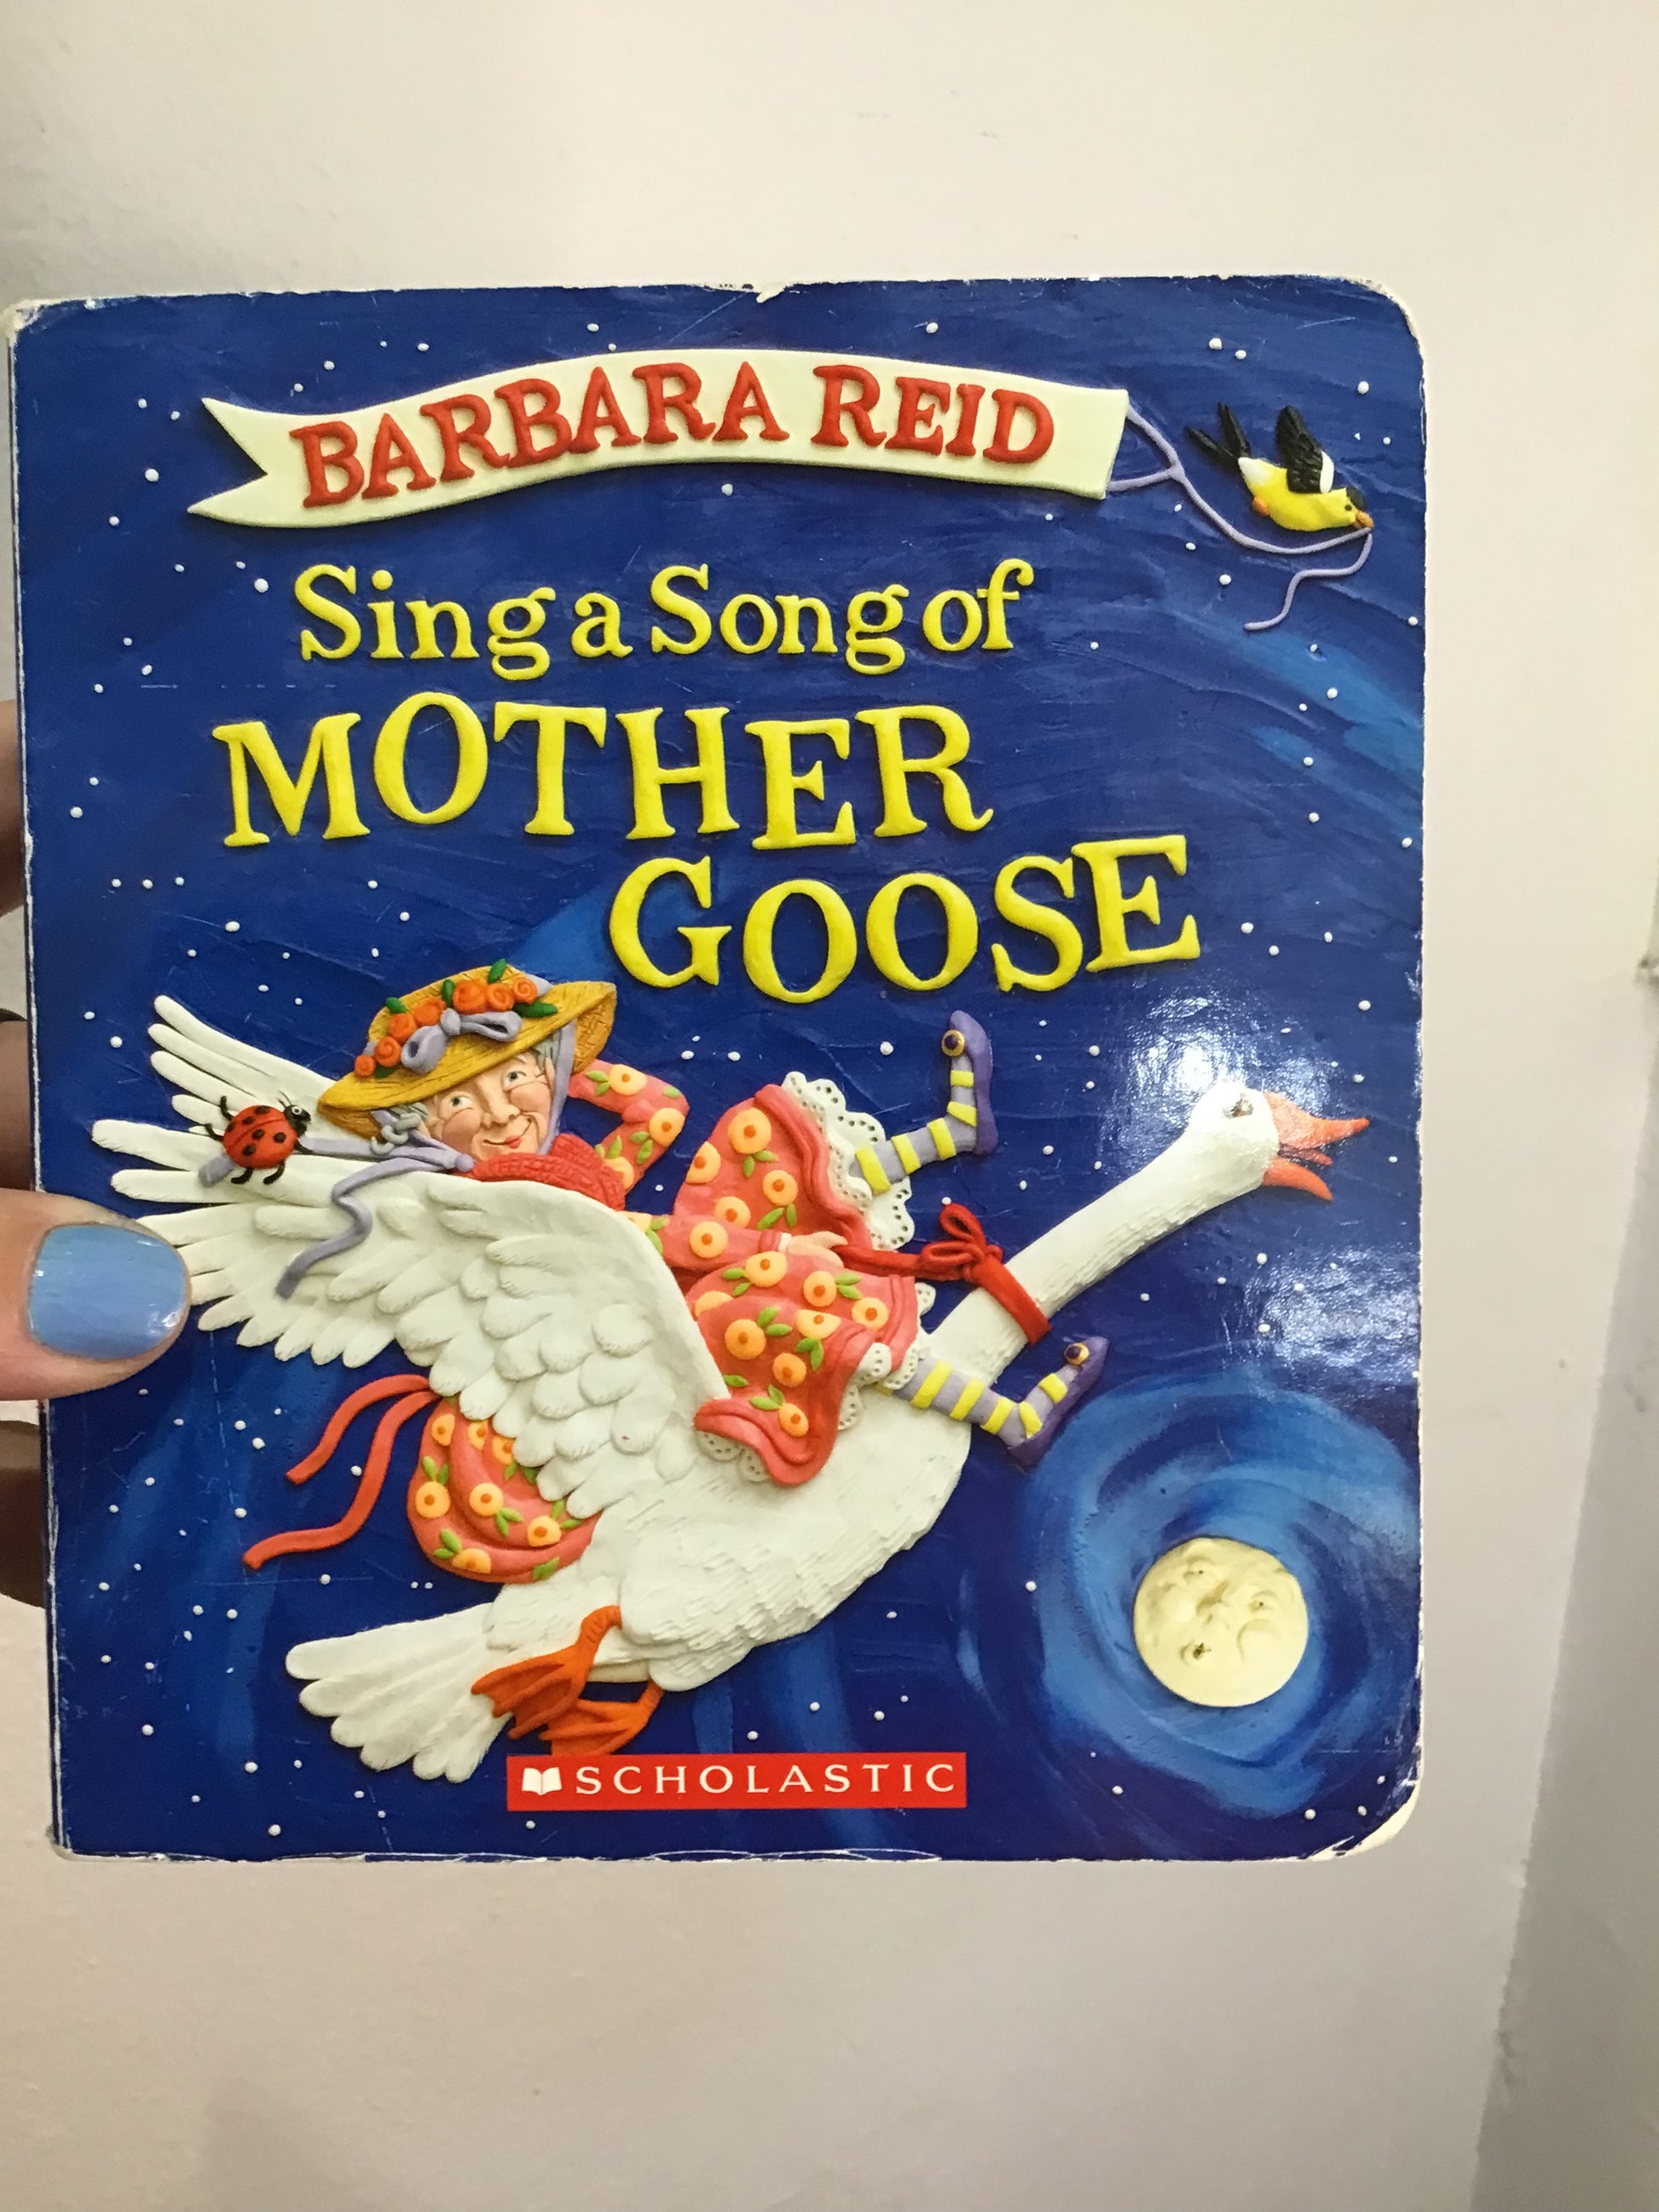 BARBARA REID
Sing a Song of
MOTHER
GOOSE
SCHOLASTIC